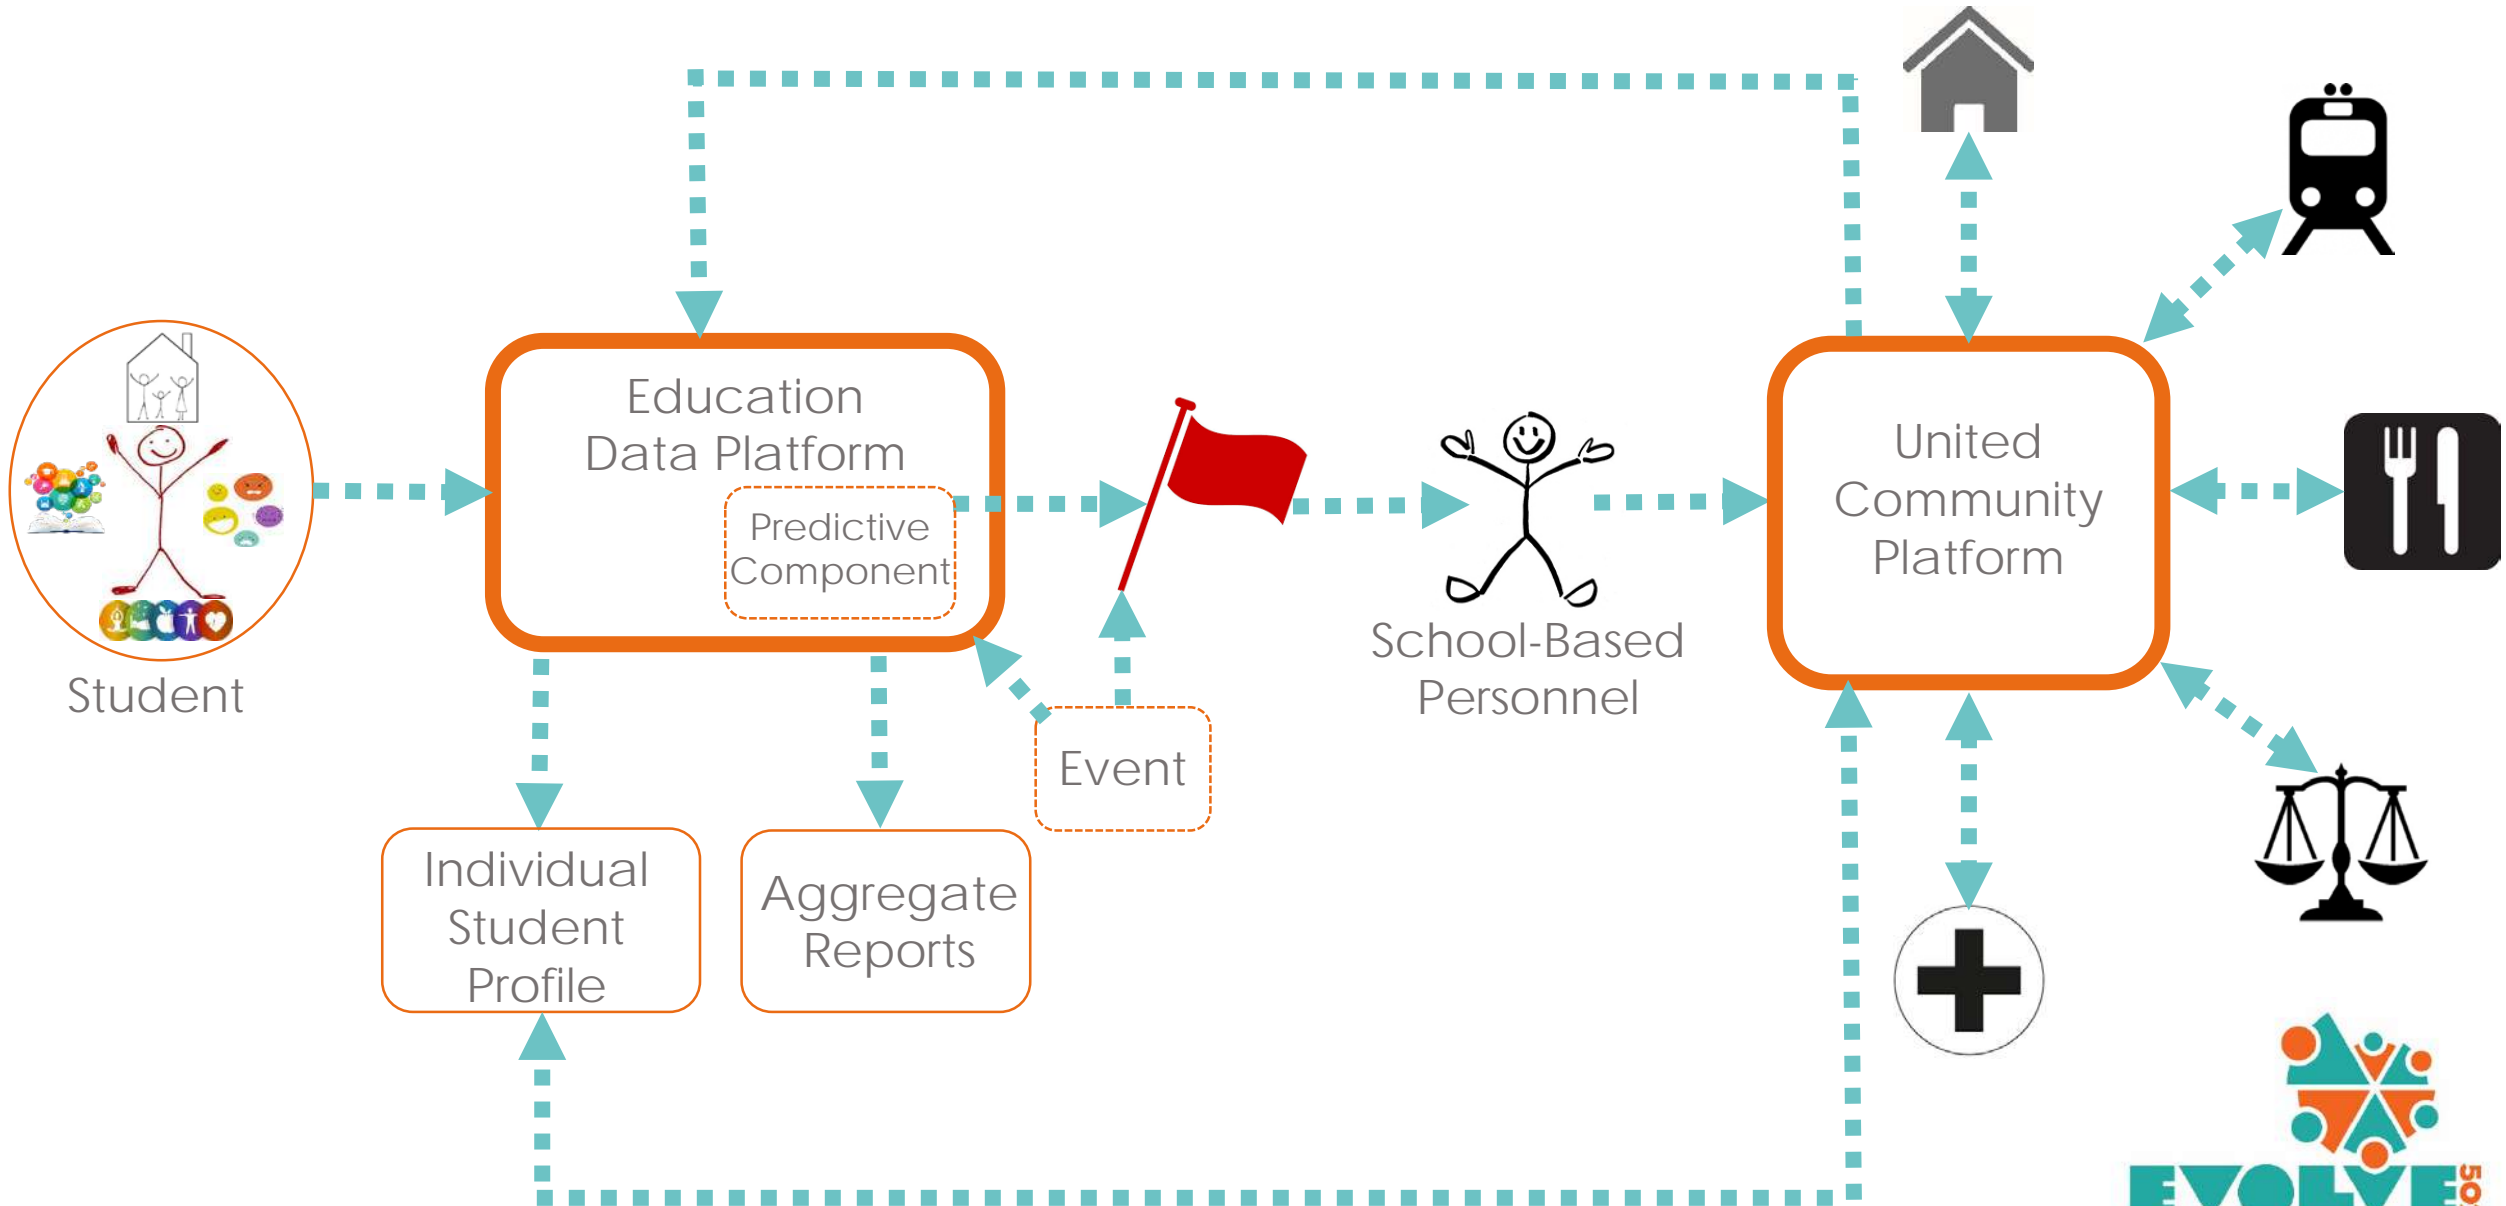 Education
Data Platform
Predictive
Component
Student
Event
Individual
Student
Profile
Aggregate
Reports
School-Based
Personnel
United
Community
Platform
EVOLVE